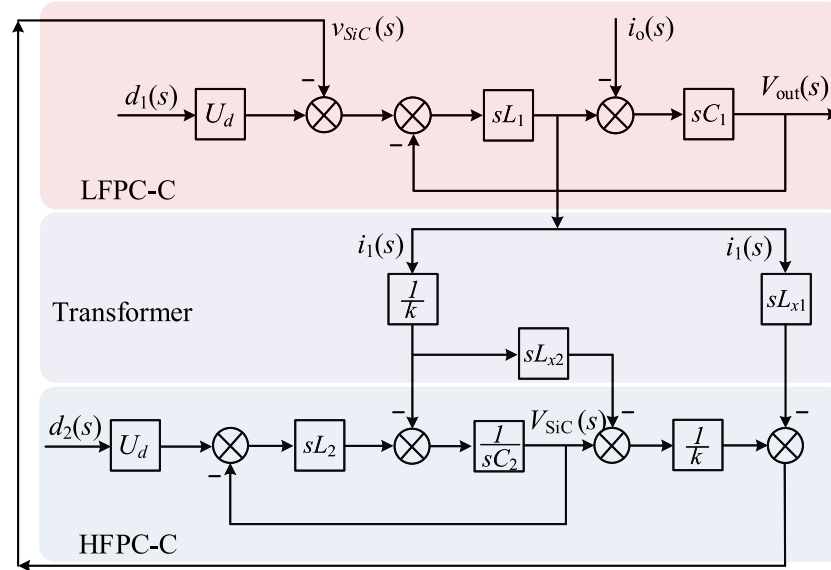 v_SiC(s)
i_o(s)
d_1(s)
U_d
sL_1
sC_1
V_out(s)
−
−
−
LFPC-C
i_1(s)
i_1(s)
1/k
sL_x1
Transformer
sL_x2
−
−
−
d_2(s)
U_d
sL_2
1/sC_2
V_SiC(s)
1/k
−
HFPC-C